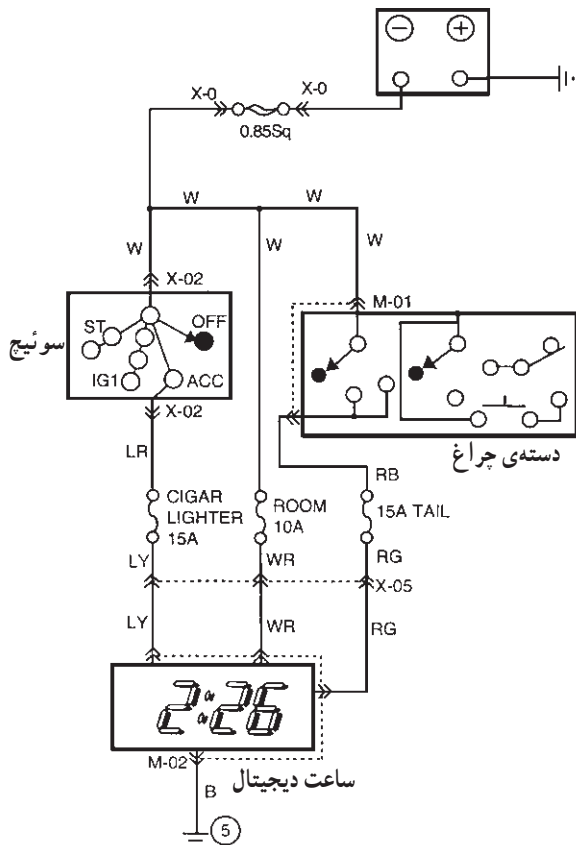 − +
X-0 X-0
0.85Sq
W W
W W W
X-02 M-01
ST OFF
سوئیچ
IG1 ACC
X-02
دسته‌ی چراغ
LR RB
CIGAR LIGHTER 15A
ROOM 10A
15A TAIL
LY WR RG
X-05
LY WR RG
2:26
M-02
ساعت دیجیتال
B
5